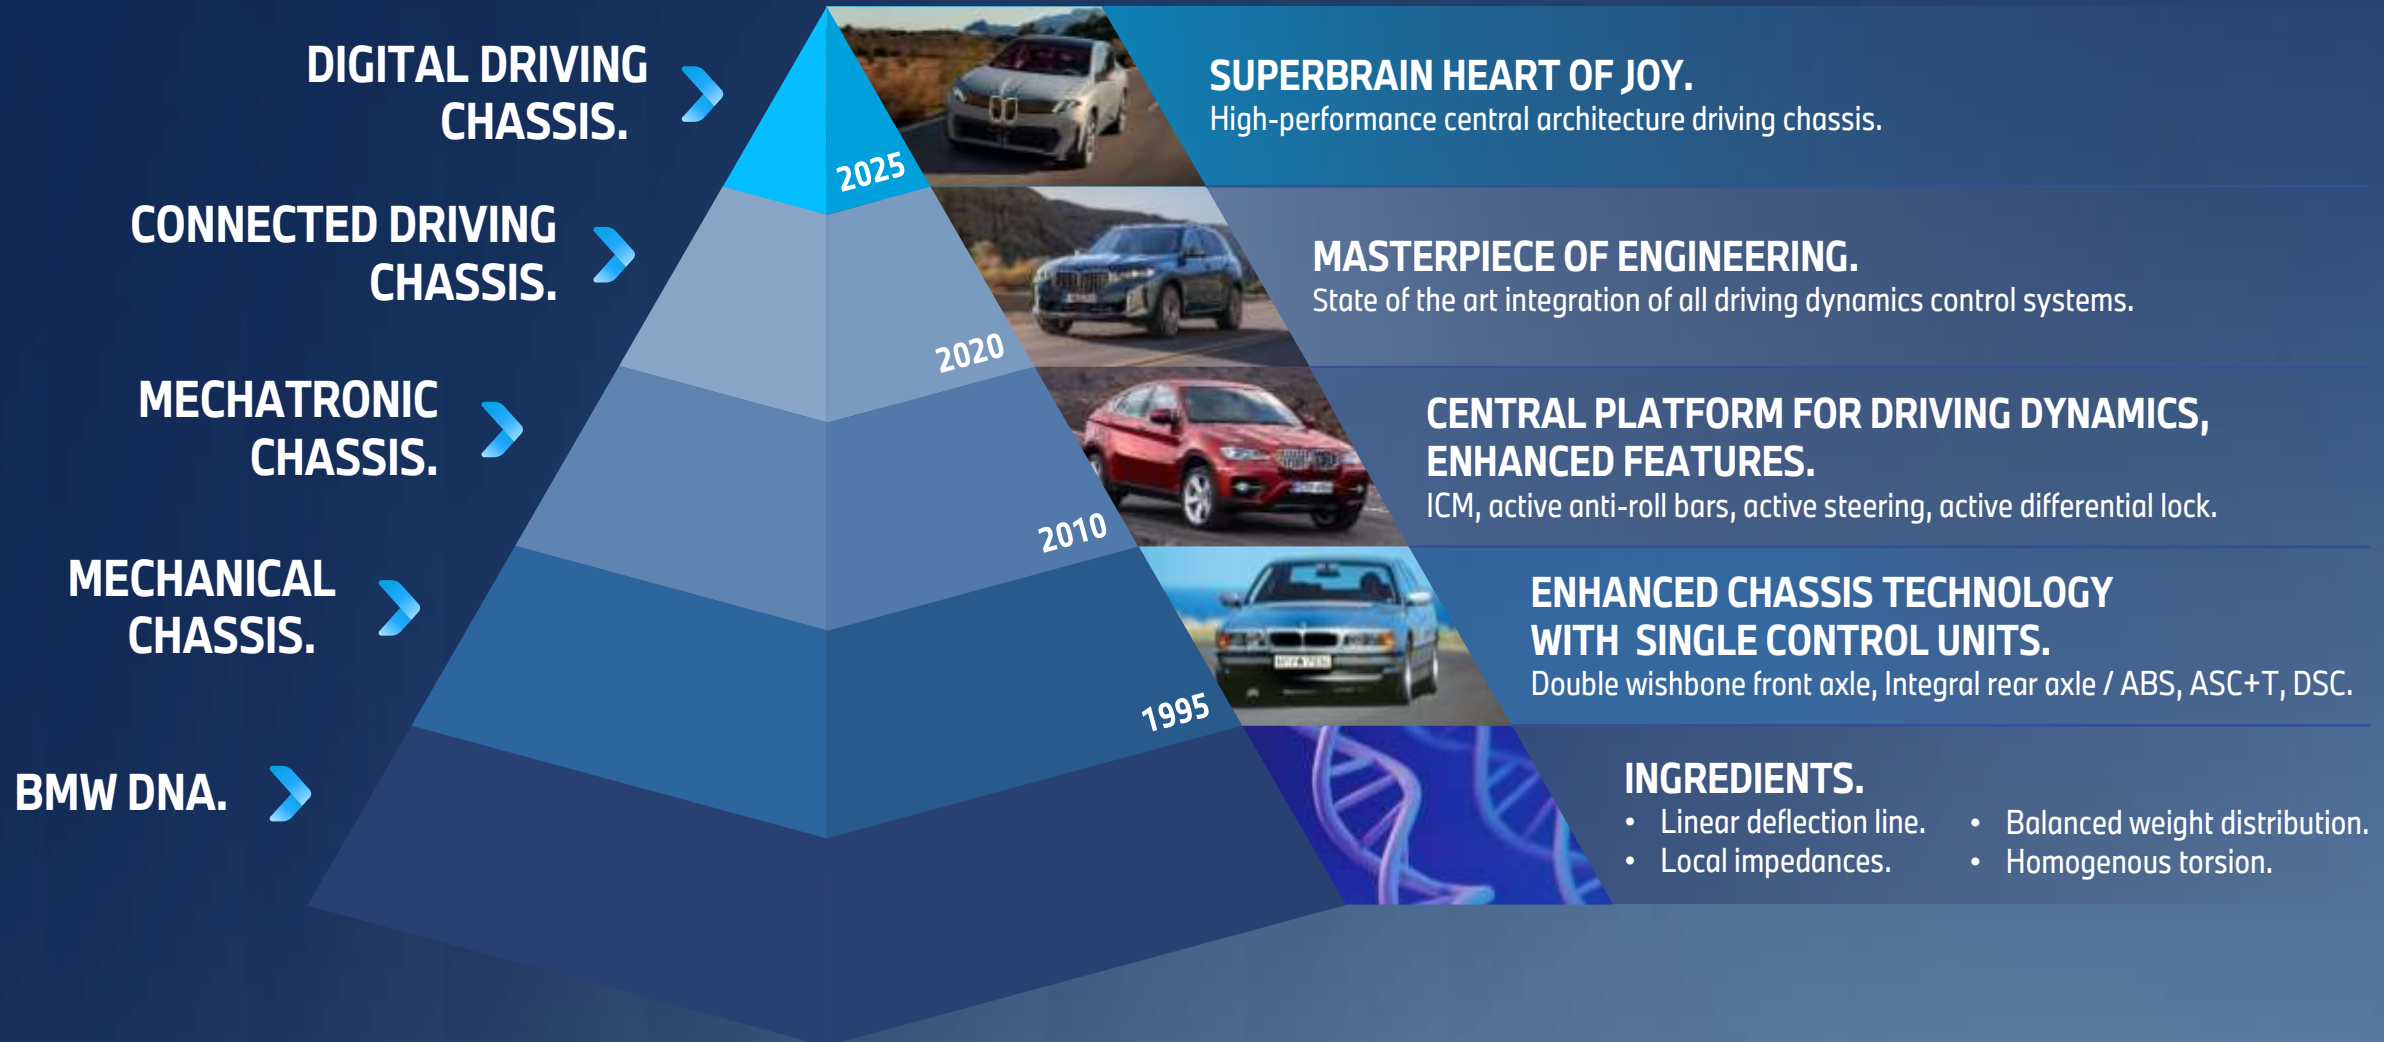 DIGITAL DRIVING
CHASSIS.
2025
SUPERBRAIN HEART OF JOY.
High-performance central architecture driving chassis.
CONNECTED DRIVING
CHASSIS.
2020
MASTERPIECE OF ENGINEERING.
State of the art integration of all driving dynamics control systems.
MECHATRONIC
CHASSIS.
2010
CENTRAL PLATFORM FOR DRIVING DYNAMICS,
ENHANCED FEATURES.
ICM, active anti-roll bars, active steering, active differential lock.
MECHANICAL
CHASSIS.
1995
ENHANCED CHASSIS TECHNOLOGY
WITH SINGLE CONTROL UNITS.
Double wishbone front axle, Integral rear axle / ABS, ASC+T, DSC.
BMW DNA.
INGREDIENTS.
• Linear deflection line.
• Local impedances.
• Balanced weight distribution.
• Homogenous torsion.